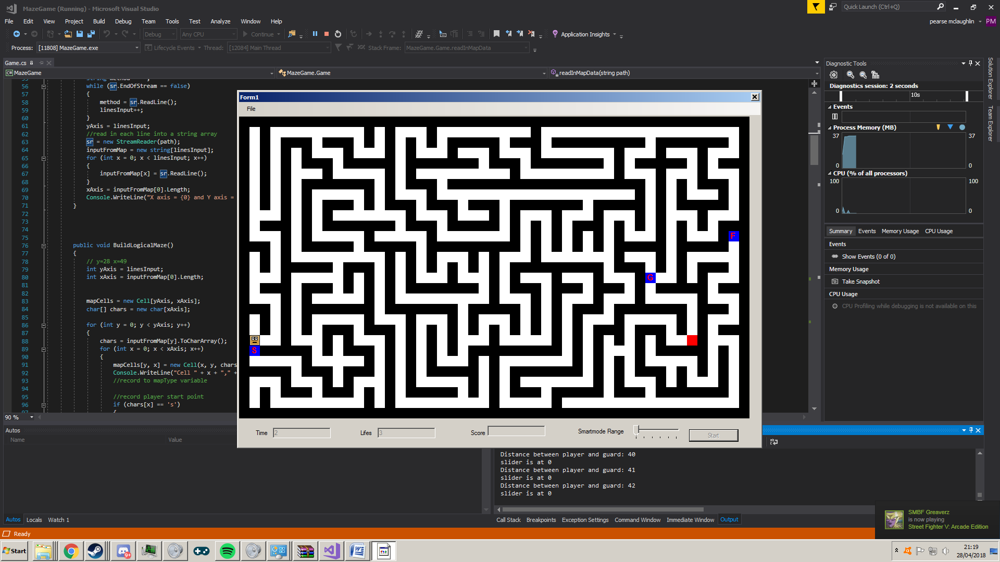 MazeGame (Running) - Microsoft Visual Studio
Quick Launch (Ctrl+Q)
File Edit View Project Build Debug Team Tools Test Analyze Window Help
pearse mclaughlin PM
Debug Any CPU Continue Application Insights
Process: [11808] MazeGame.exe Lifecycle Events Thread: [12084] Main Thread Stack Frame: MazeGame.Game.readInMapData
Game.cs
MazeGame MazeGame.Game readInMapData(string path)
56 while (sr.EndOfStream == false)
57 {
58 method = sr.ReadLine();
59 linesInput++;
60 }
61 yAxis = linesInput;
62 //read in each line into a string array
63 sr = new StreamReader(path);
64 inputFromMap = new string[linesInput];
65 for (int x = 0; x < linesInput; x++)
66 {
67 inputFromMap[x] = sr.ReadLine();
68 }
69 xAxis = inputFromMap[0].Length;
70 Console.WriteLine("X axis = {0} and Y axis =
71 }
72
73
74
75
76 public void BuildLogicalMaze()
77 {
78 // y=28 x=49
79 int yAxis = linesInput;
80 int xAxis = inputFromMap[0].Length;
81
82
83 mapCells = new Cell[yAxis, xAxis];
84 char[] chars = new char[xAxis];
85
86 for (int y = 0; y < yAxis; y++)
87 {
88 chars = inputFromMap[y].ToCharArray();
89 for (int x = 0; x < xAxis; x++)
90 {
91 mapCells[y, x] = new Cell(x, y, chars
92 Console.WriteLine("Cell " + x + "," +
93 //record to mapType variable
94
95 //record player start point
96 if (chars[x] == 's')
90 %
Form1
File
F
G
S
Time 2 Lifes 3 Score Smartmode Range Start
Diagnostic Tools
Diagnostics session: 2 seconds
10s
Events
Process Memory (MB)
37 37
0 0
CPU (% of all processors)
100 100
0 0
Summary Events Memory Usage CPU Usage
Events
Show Events (0 of 0)
Memory Usage
Take Snapshot
CPU Usage
CPU Profiling while debugging is not available on this
Solution Explorer
Team Explorer
Autos
Name Value
Autos Locals Watch 1
Distance between player and guard: 40
slider is at 0
Distance between player and guard: 41
slider is at 0
Distance between player and guard: 42
slider is at 0
Call Stack Breakpoints Exception Settings Command Window Immediate Window Output
SMBF Greaverz
is now playing
Street Fighter V: Arcade Edition
Ready
Start
9+
21:19
28/04/2018